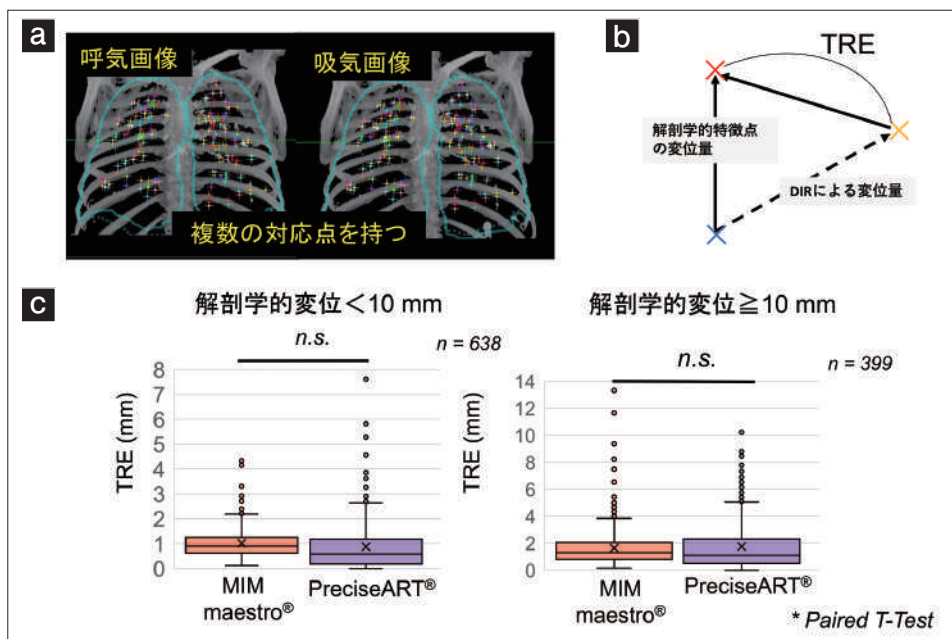 a
呼気画像
吸気画像
複数の対応点を持つ
b
TRE
解剖学的特徴点
の変位量
DIRによる変位量
c
解剖学的変位＜10 mm
n.s.
n = 638
TRE (mm)
8
7
6
5
4
3
2
1
0
MIM
maestro®
PreciseART®
解剖学的変位≧10 mm
n.s.
n = 399
TRE (mm)
14
12
10
8
6
4
2
0
MIM
maestro®
PreciseART®
* Paired T-Test